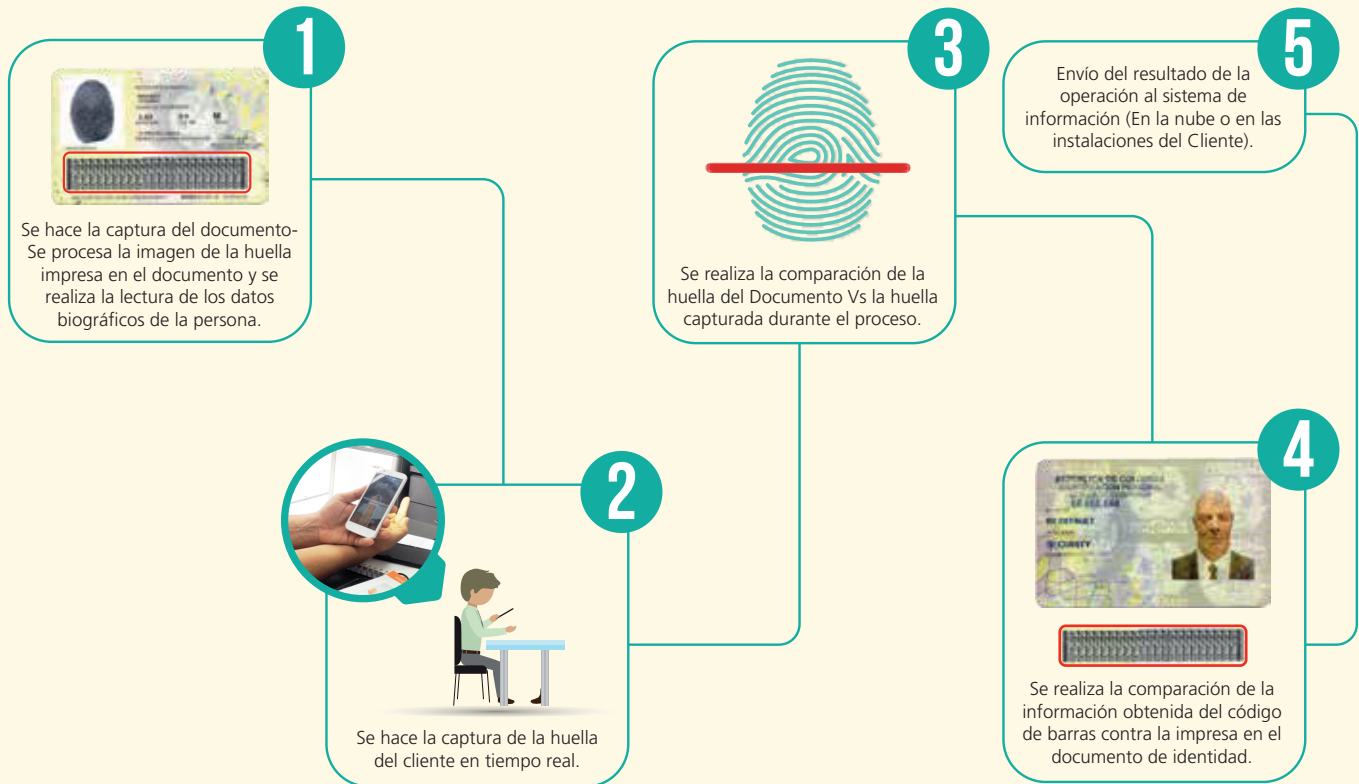 1
Se hace la captura del documento-
Se procesa la imagen de la huella
impresa en el documento y se
realiza la lectura de los datos
biográficos de la persona.
2
Se hace la captura de la huella
del cliente en tiempo real.
3
Se realiza la comparación de la
huella del Documento Vs la huella
capturada durante el proceso.
4
REPÚBLICA DE COLOMBIA
Se realiza la comparación de la
información obtenida del código
de barras contra la impresa en el
documento de identidad.
5
Envío del resultado de la
operación al sistema de
información (En la nube o en las
instalaciones del Cliente).